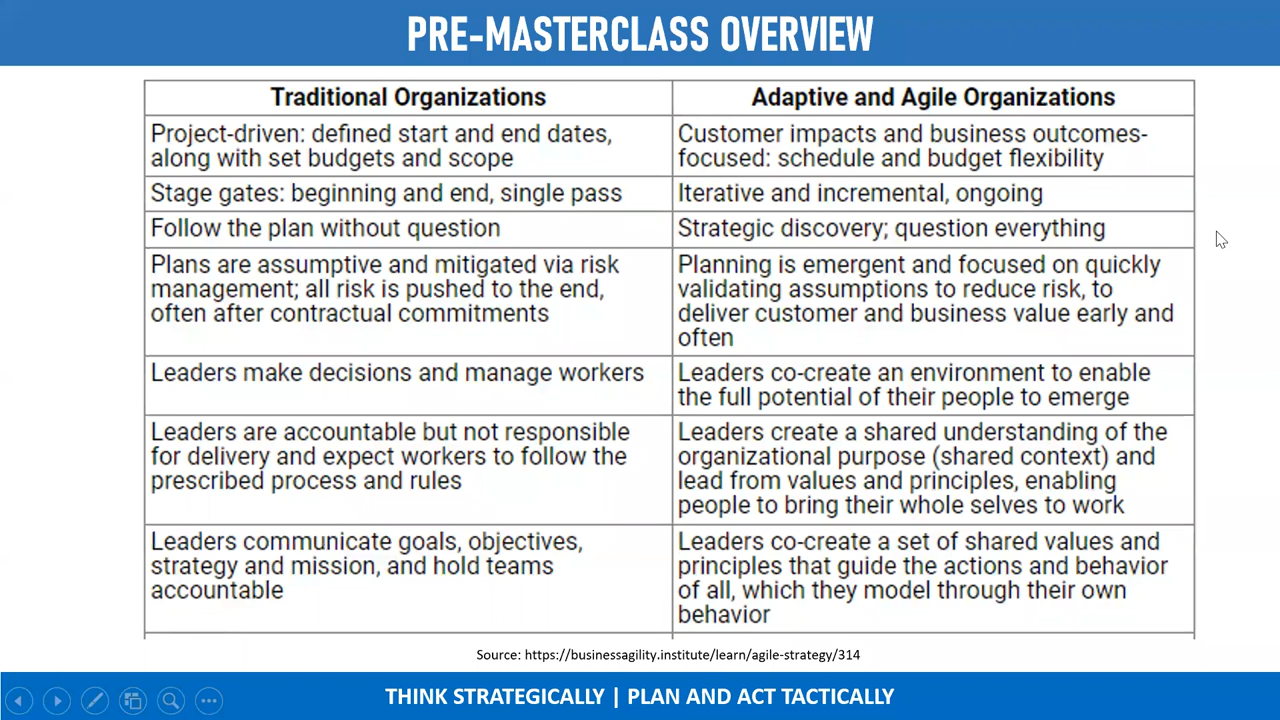 PRE-MASTERCLASS OVERVIEW
Traditional Organizations
Adaptive and Agile Organizations
Project-driven: defined start and end dates,
along with set budgets and scope
Customer impacts and business outcomes-
focused: schedule and budget flexibility
Stage gates: beginning and end, single pass
Iterative and incremental, ongoing
Follow the plan without question
Strategic discovery; question everything
Plans are assumptive and mitigated via risk
management; all risk is pushed to the end,
often after contractual commitments
Planning is emergent and focused on quickly
validating assumptions to reduce risk, to
deliver customer and business value early and
often
Leaders make decisions and manage workers
Leaders co-create an environment to enable
the full potential of their people to emerge
Leaders are accountable but not responsible
for delivery and expect workers to follow the
prescribed process and rules
Leaders create a shared understanding of the
organizational purpose (shared context) and
lead from values and principles, enabling
people to bring their whole selves to work
Leaders communicate goals, objectives,
strategy and mission, and hold teams
accountable
Leaders co-create a set of shared values and
principles that guide the actions and behavior
of all, which they model through their own
behavior
Source: https://businessagility.institute/learn/agile-strategy/314
THINK STRATEGICALLY | PLAN AND ACT TACTICALLY